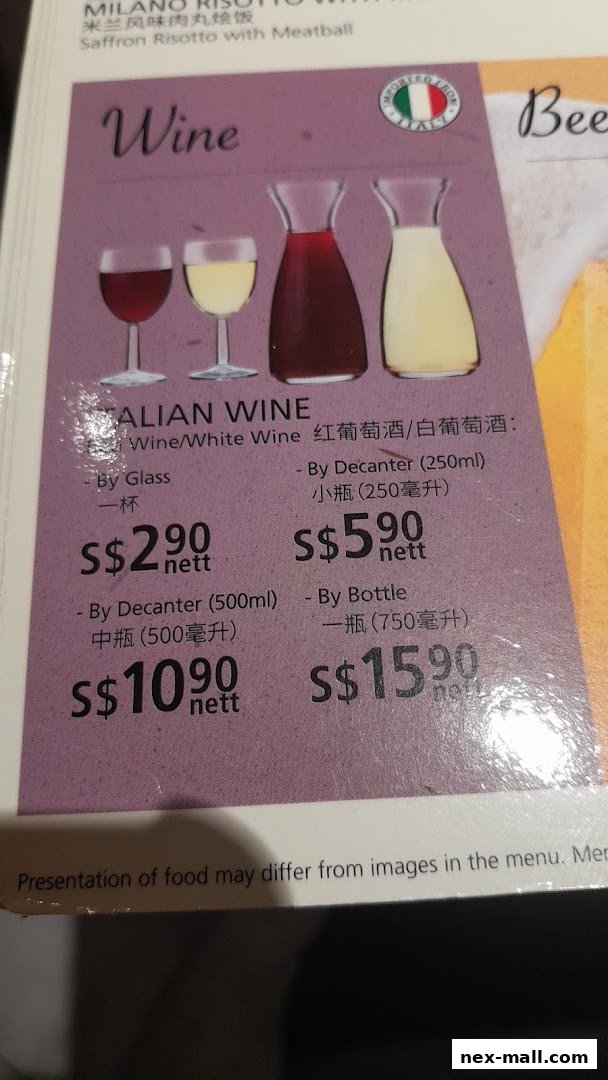 MILANO RISOTTO WITH
米兰风味肉丸烩饭
Saffron Risotto with Meatball
Wine
IMPORTED FROM
ITALY
Bee
ITALIAN WINE
Wine/White Wine 红葡萄酒/白葡萄酒:
- By Glass
一杯
S$2.90 nett
- By Decanter (250ml)
小瓶(250毫升)
S$5.90 nett
- By Decanter (500ml)
中瓶(500毫升)
S$10.90 nett
- By Bottle
一瓶(750毫升)
S$15.90 nett
Presentation of food may differ from images in the menu. Me
nex-mall.com